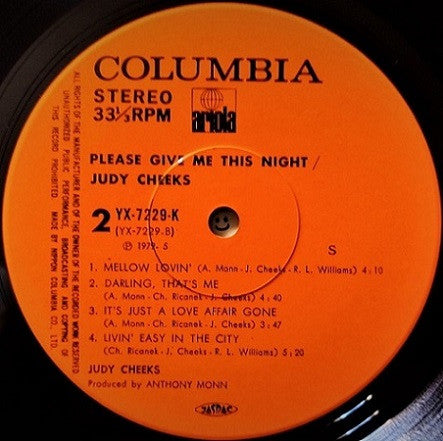 COLUMBIA
STEREO
33⅓RPM
ariola
PLEASE GIVE ME THIS NIGHT /
JUDY CHEEKS
2 YX-7229-K
(YX-7229-B)
Ⓟ 1979・5
S
1. MELLOW LOVIN' (A. Mann - J. Cheeks - R. L. Williams) 4:10
2. DARLING, THAT'S ME
(A. Mann - Ch. Ricanek - J. Cheeks) 4:40
3. IT'S JUST A LOVE AFFAIR GONE
(A. Mann - Ch. Ricanek - J. Cheeks) 3:47
4. LIVIN' EASY IN THE CITY
(Ch. Ricanek - J. Cheeks - R. L. Williams) 5:20
JUDY CHEEKS
Produced by ANTHONY MONN
JASRAC
ALL RIGHTS OF THE MANUFACTURER AND OF THE OWNER OF THE RECORDED WORK RESERVED
UNAUTHORIZED PUBLIC PERFORMANCE, BROADCASTING AND COPYING OF
THIS RECORD PROHIBITED. MADE BY NIPPON COLUMBIA CO., LTD.